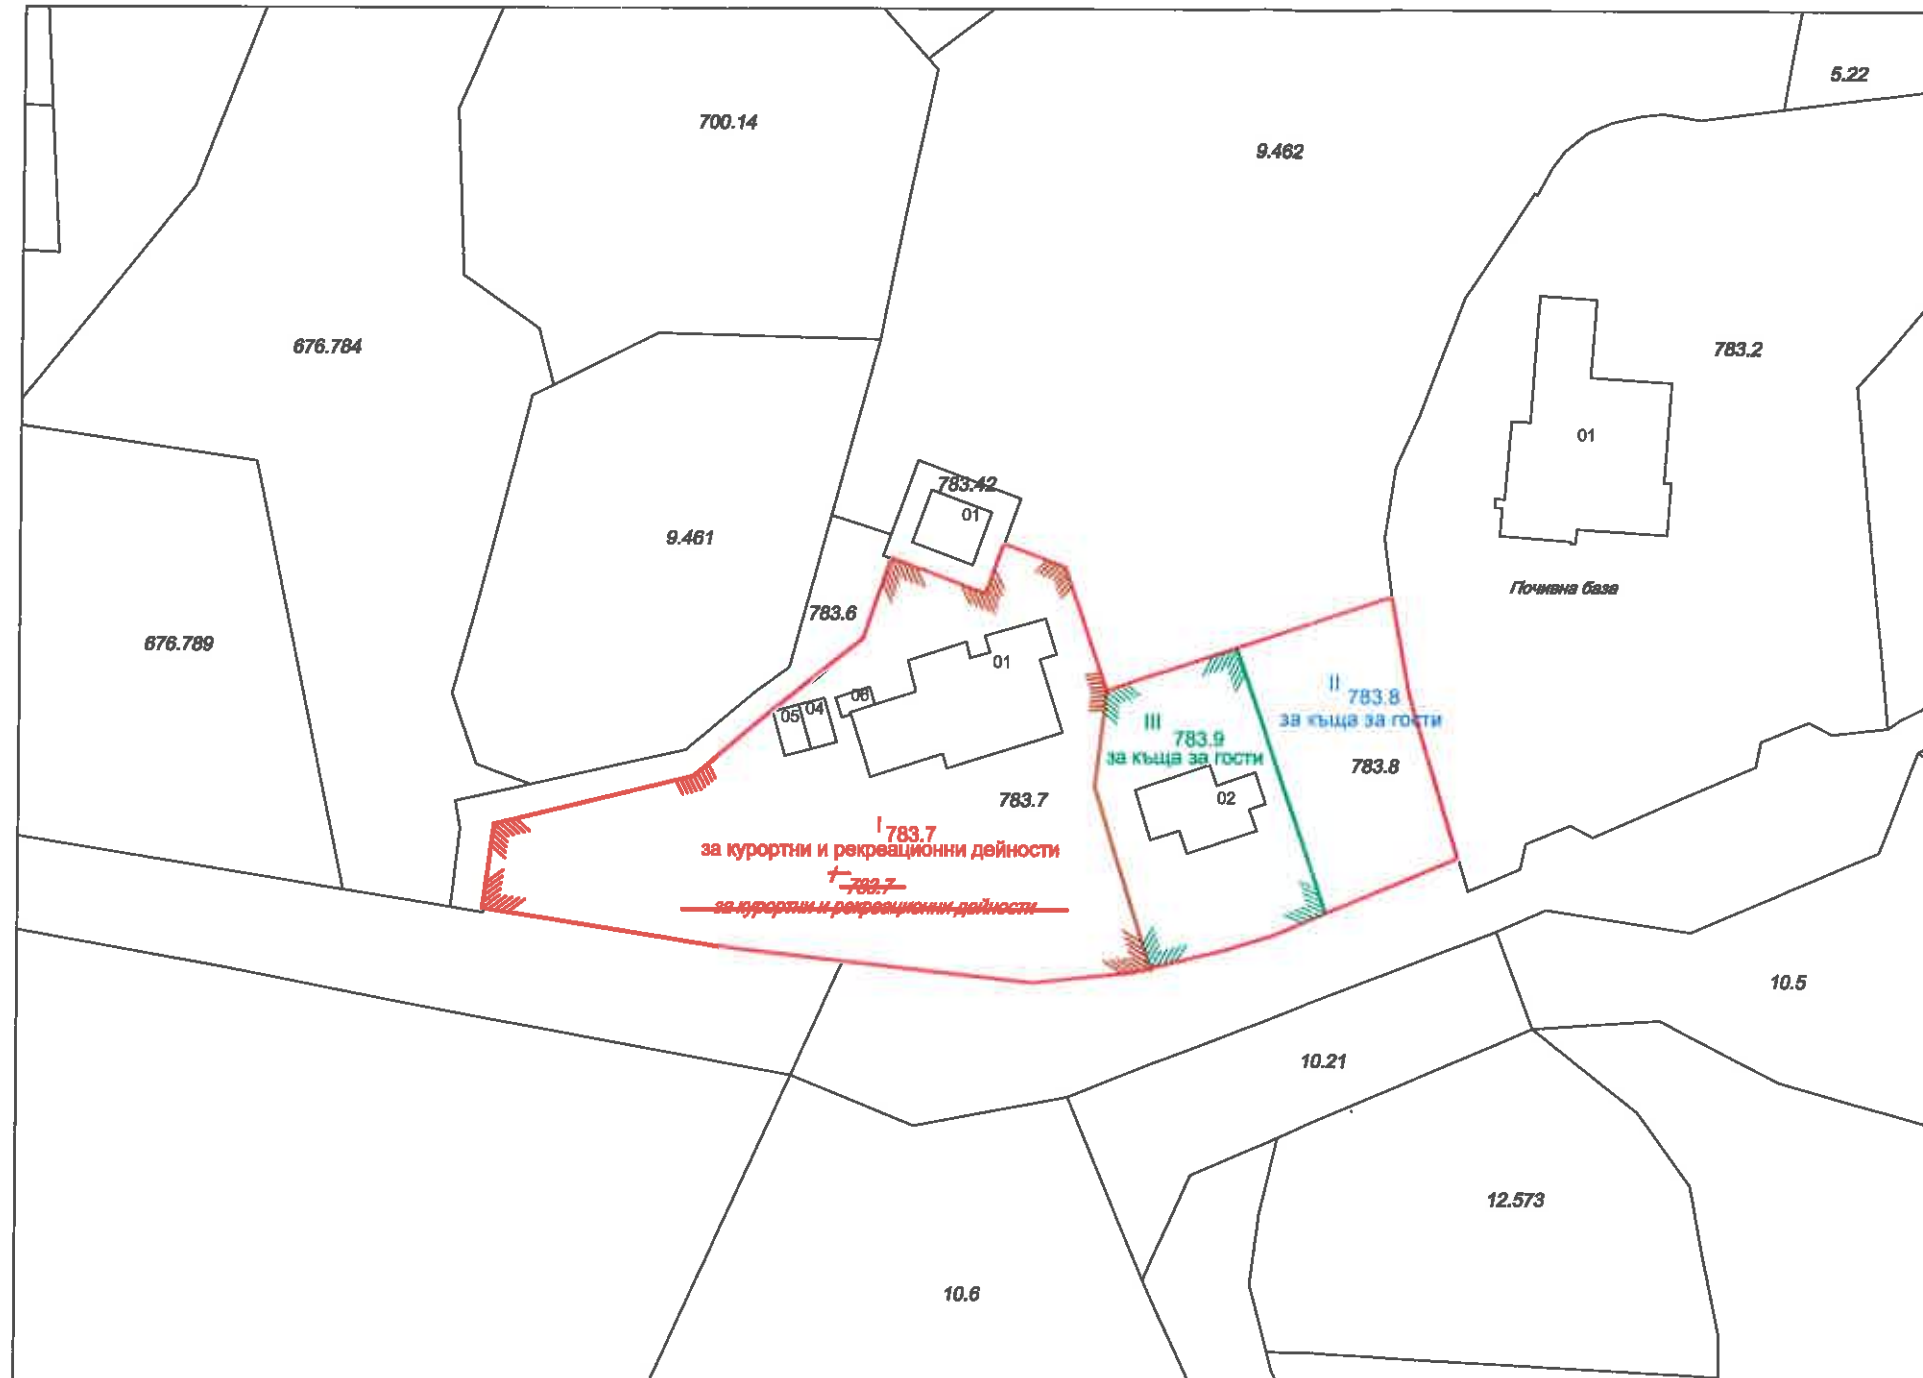 5.22
700.14
9.462
676.784
783.2
01
783.42
01
9.461
Почивна база
783.6
676.789
01
06
05
04
II
783.8
за къща за гости
III
783.9
за къща за гости
783.8
02
783.7
I
783.7
за курортни и рекреационни дейности
I
783.7
за курортни и рекреационни дейности
10.5
10.21
12.573
10.6